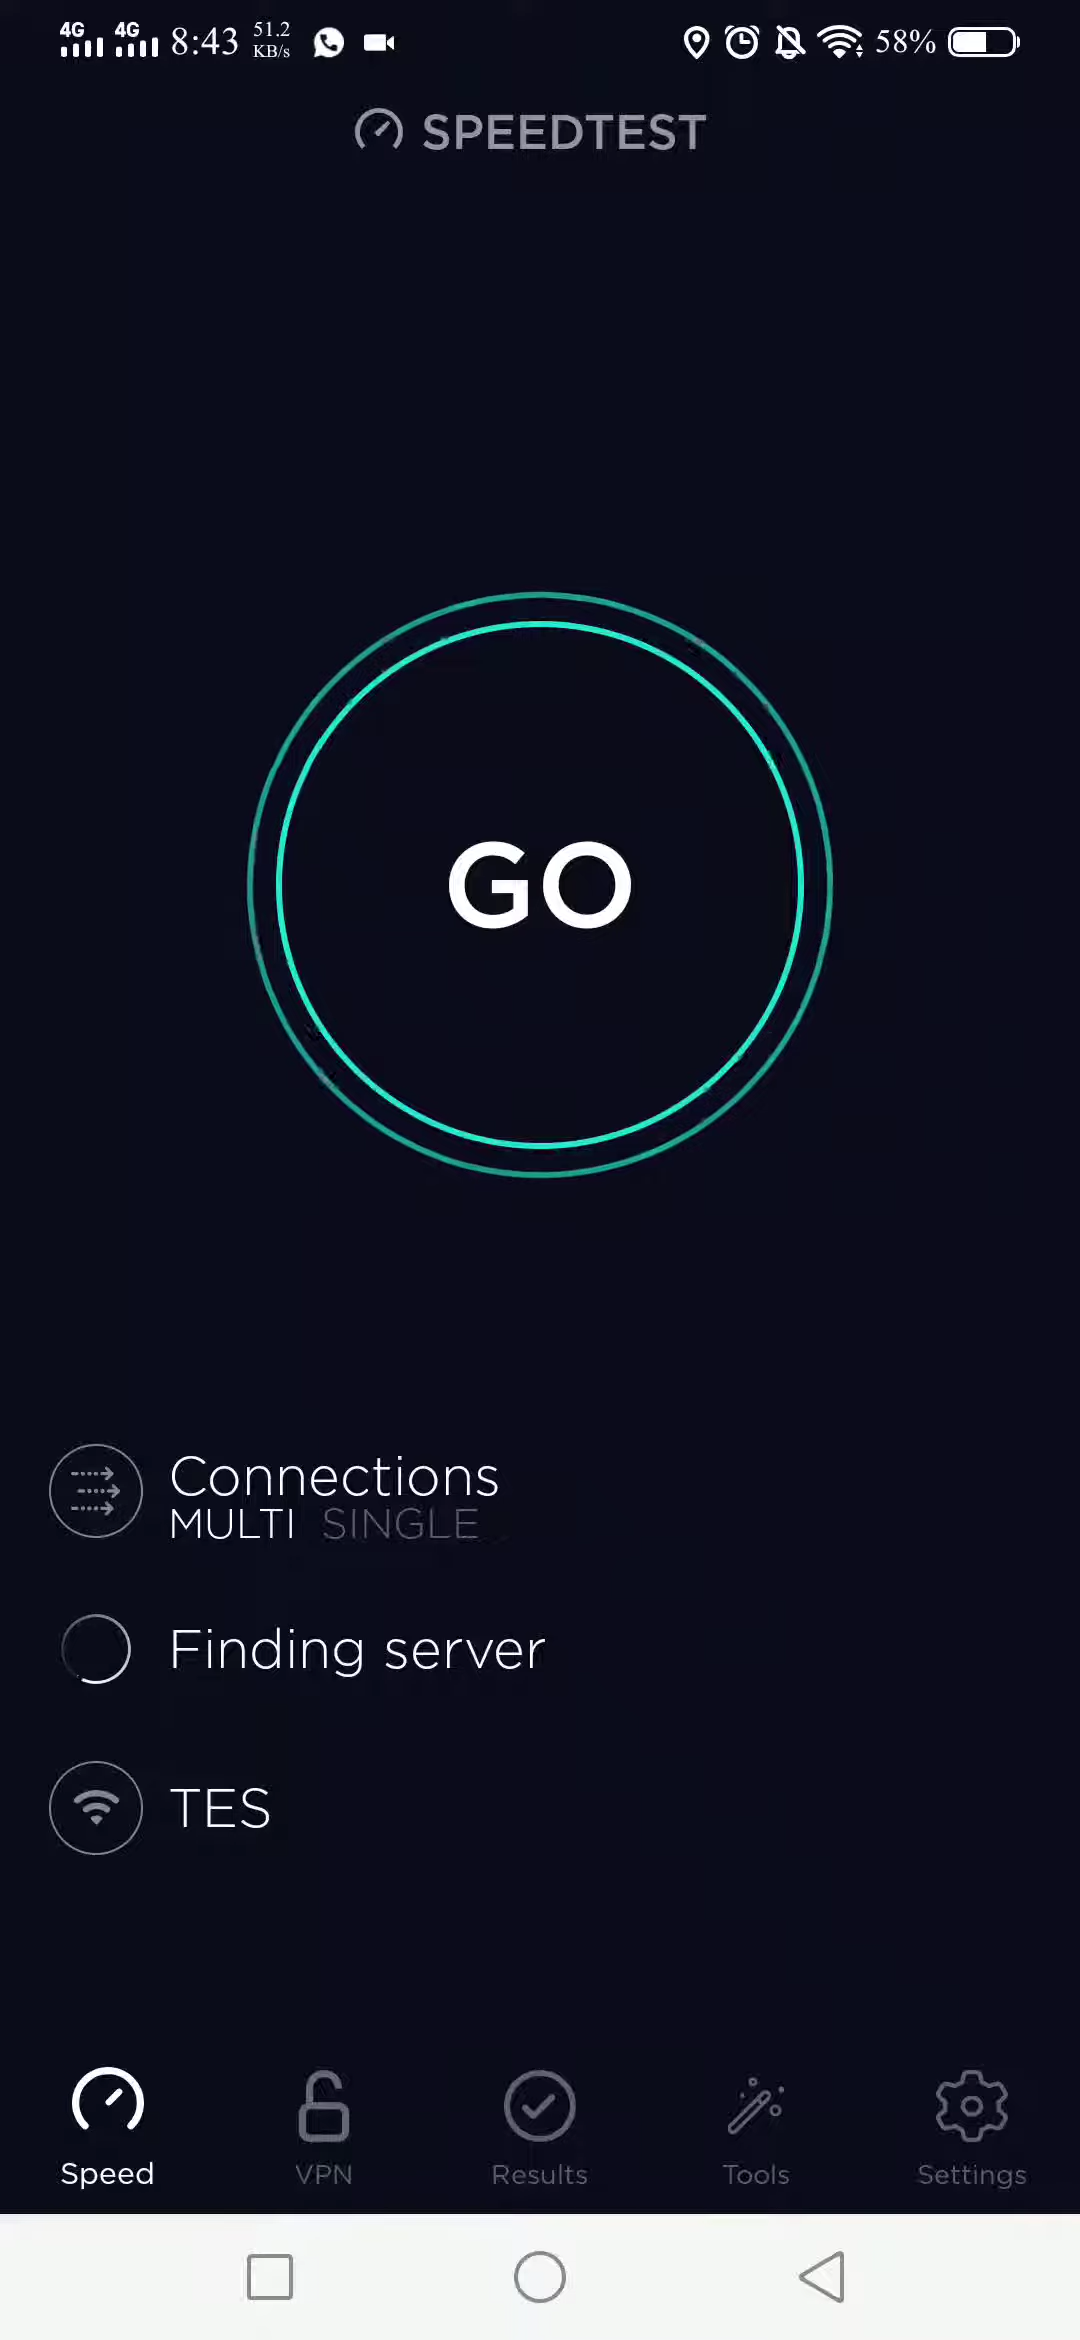 4G 4G 8:43 51.2 KB/s 58%
SPEEDTEST
GO
Connections
MULTI SINGLE
Finding server
TES
Speed VPN Results Tools Settings